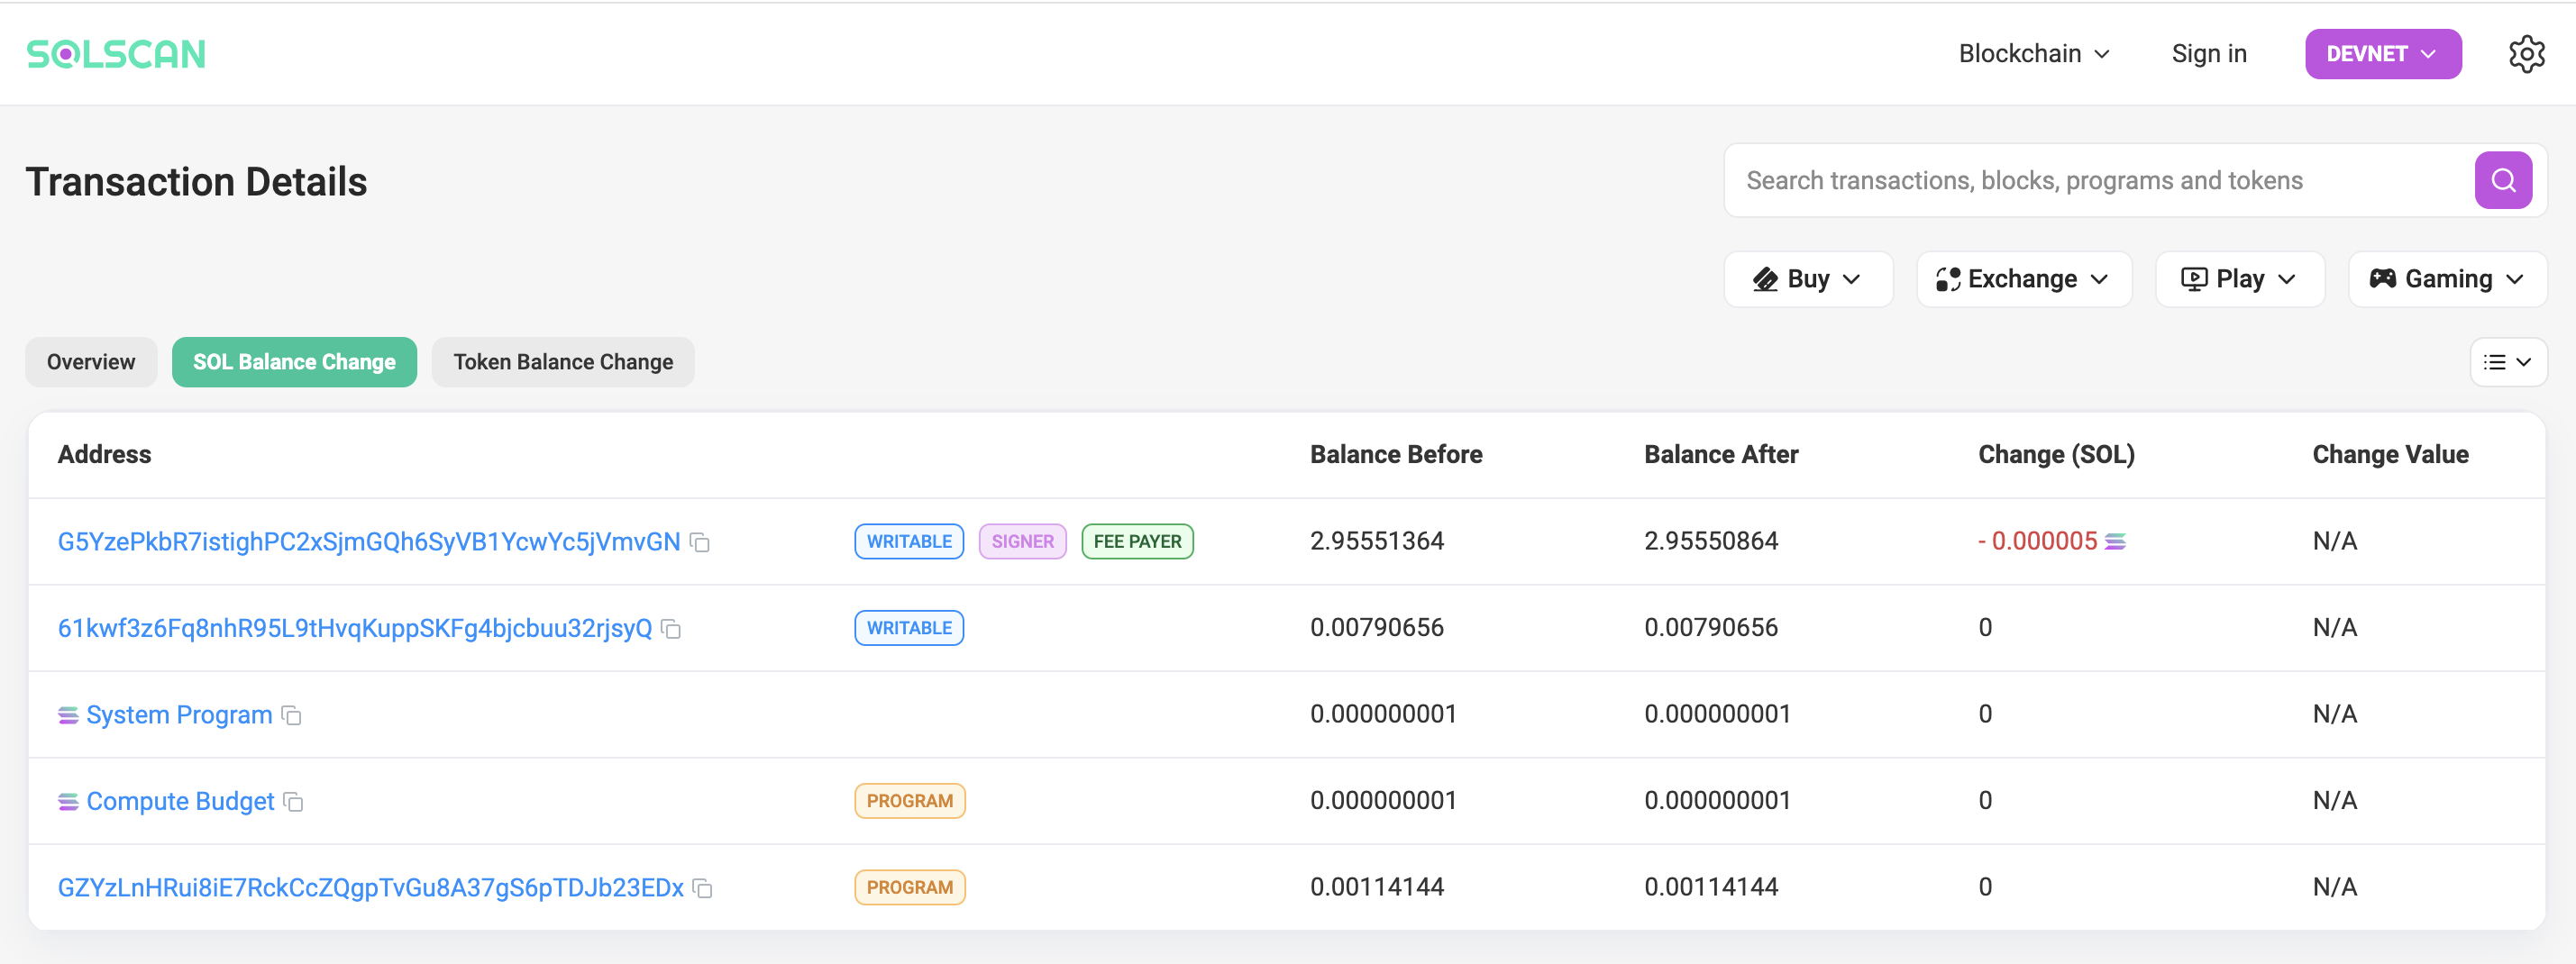 SOLSCAN
Blockchain Sign in DEVNET
Transaction Details
Search transactions, blocks, programs and tokens
Buy Exchange Play Gaming
Overview SOL Balance Change Token Balance Change
Address Balance Before Balance After Change (SOL) Change Value
G5YzePkbR7istighPC2xSjmGQh6SyVB1YcwYc5jVmvGN WRITABLE SIGNER FEE PAYER 2.95551364 2.95550864 - 0.000005 N/A
61kwf3z6Fq8nhR95L9tHvqKuppSKFg4bjcbuu32rjsyQ WRITABLE 0.00790656 0.00790656 0 N/A
System Program 0.000000001 0.000000001 0 N/A
Compute Budget PROGRAM 0.000000001 0.000000001 0 N/A
GZYzLnHRui8iE7RckCcZQgpTvGu8A37gS6pTDJb23EDx PROGRAM 0.00114144 0.00114144 0 N/A